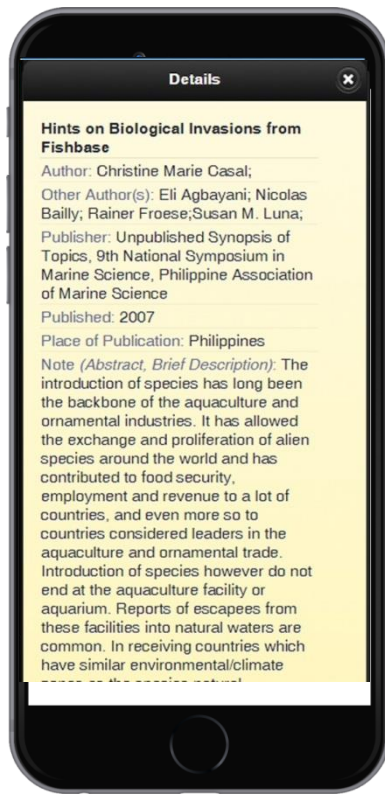 Details
Hints on Biological Invasions from
Fishbase
Author: Christine Marie Casal;
Other Author(s): Eli Agbayani; Nicolas
Bailly; Rainer Froese;Susan M. Luna;
Publisher: Unpublished Synopsis of
Topics, 9th National Symposium in
Marine Science, Philippine Association
of Marine Science
Published: 2007
Place of Publication: Philippines
Note (Abstract, Brief Description): The
introduction of species has long been
the backbone of the aquaculture and
ornamental industries. It has allowed
the exchange and proliferation of alien
species around the world and has
contributed to food security,
employment and revenue to a lot of
countries, and even more so to
countries considered leaders in the
aquaculture and ornamental trade.
Introduction of species however do not
end at the aquaculture facility or
aquarium. Reports of escapees from
these facilities into natural waters are
common. In receiving countries which
have similar environmental/climate